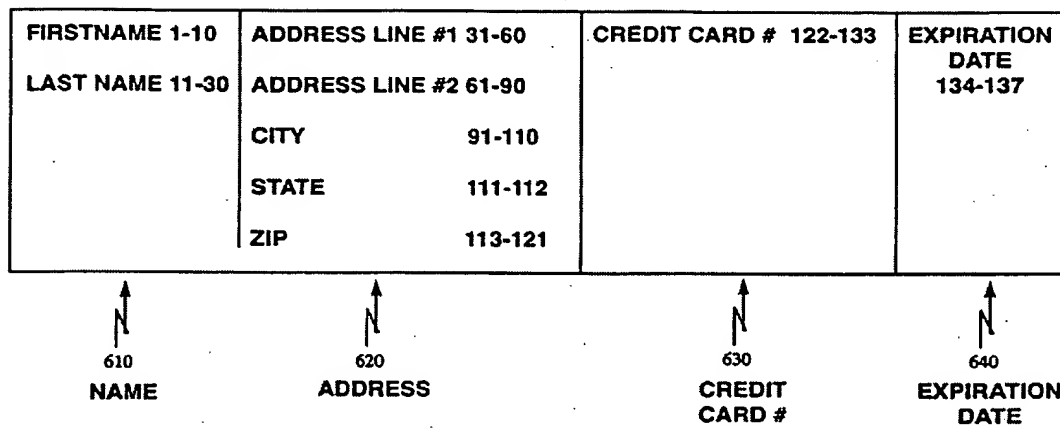 FIRSTNAME 1-10
LAST NAME 11-30
ADDRESS LINE #1 31-60
ADDRESS LINE #2 61-90
CITY 91-110
STATE 111-112
ZIP 113-121
CREDIT CARD # 122-133
EXPIRATION
DATE
134-137
610
NAME
620
ADDRESS
630
CREDIT
CARD #
640
EXPIRATION
DATE